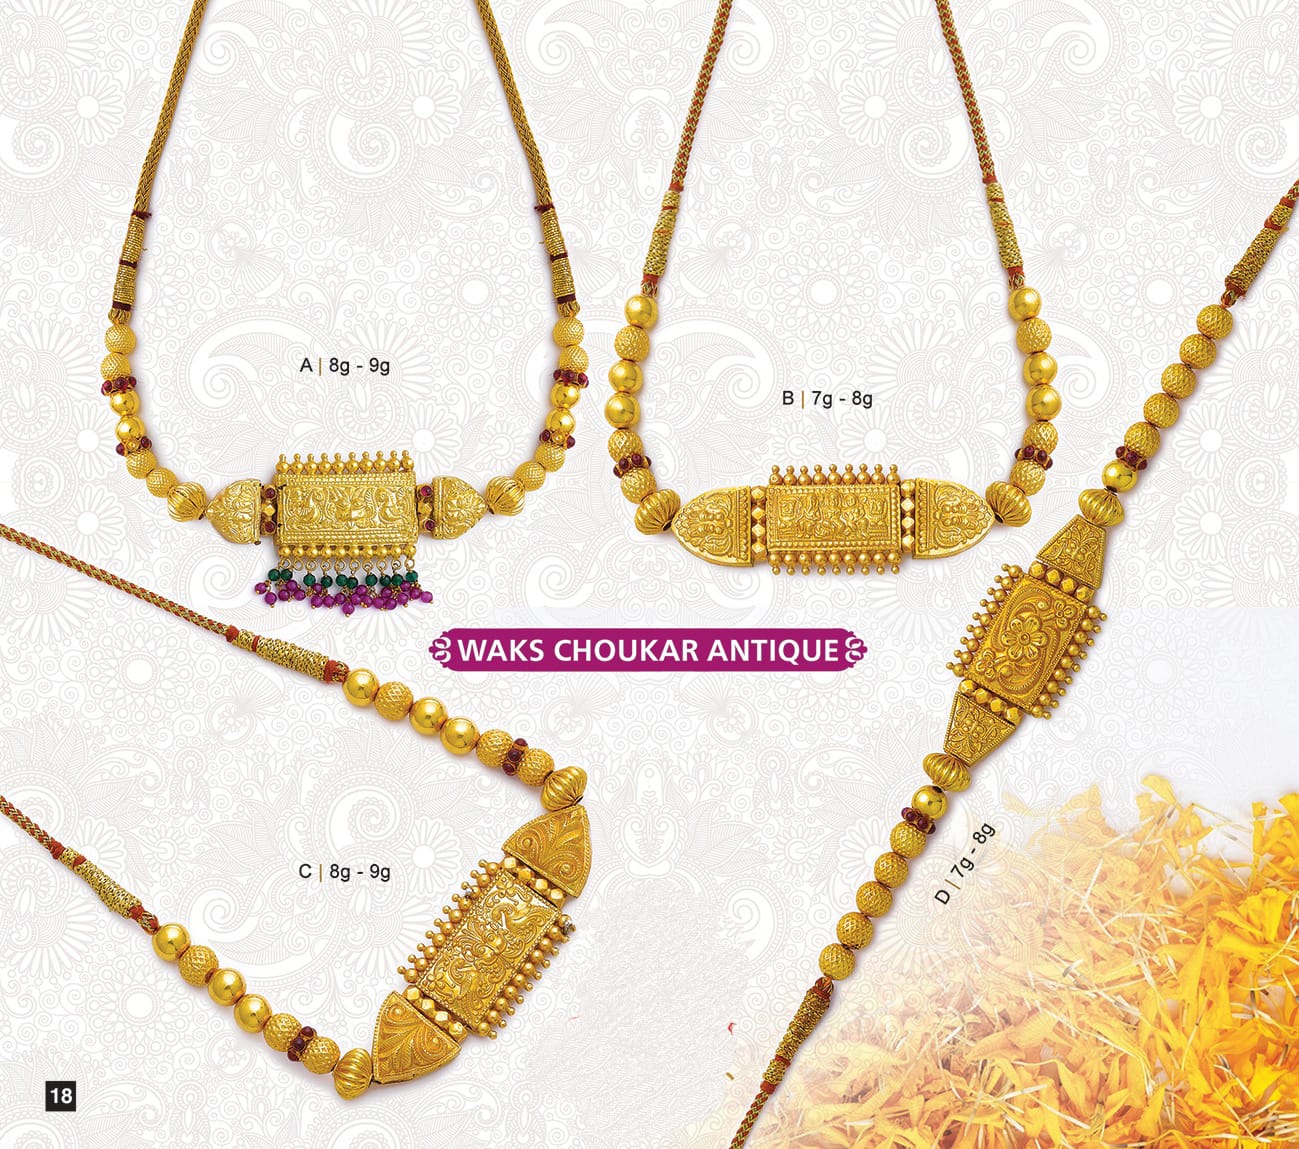 A | 8g - 9g
B | 7g - 8g
WAKS CHOUKAR ANTIQUE
C | 8g - 9g
D | 7g - 8g
18